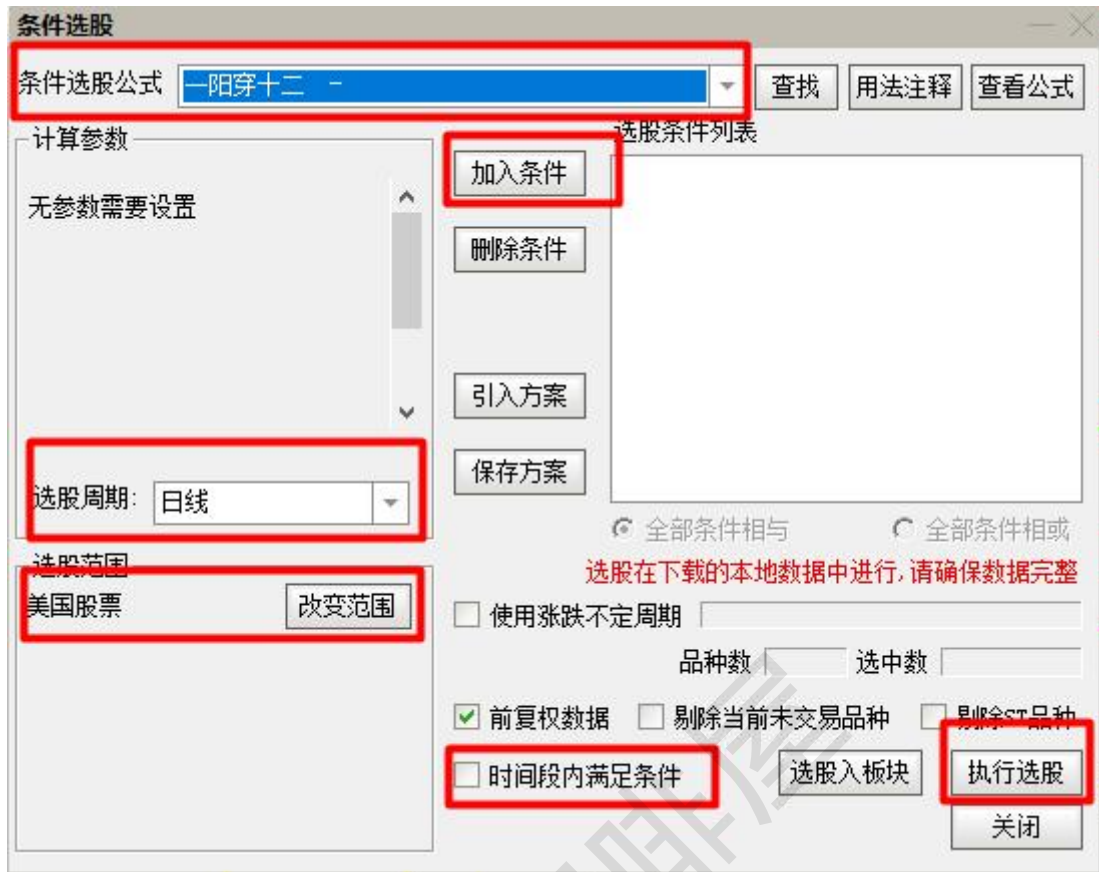 条件选股
条件选股公式 一阳穿十二 - 查找 用法注释 查看公式
计算参数 选股条件列表
无参数需要设置 加入条件
删除条件
引入方案
选股周期: 日线 保存方案
全部条件相与 全部条件相或
选股范围 选股在下载的本地数据中进行,请确保数据完整
美国股票 改变范围 使用涨跌不定周期
品种数 选中数
前复权数据 剔除当前未交易品种 剔除ST品种
时间段内满足条件 选股入板块 执行选股
关闭